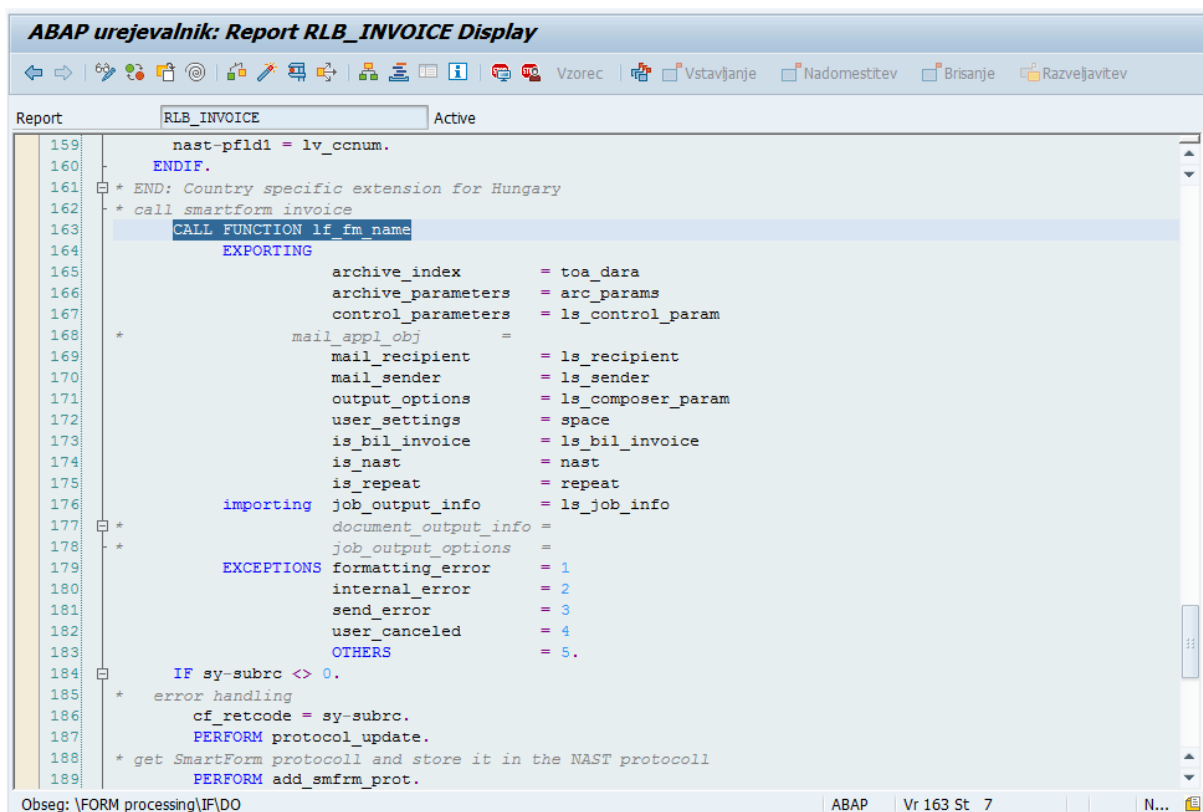 ABAP urejevalnik: Report RLB_INVOICE Display
Vzorec Vstavljanje Nadomestitev Brisanje Razveljavitev
Report RLB_INVOICE Active
159 nast-pfld1 = lv_ccnum.
160 ENDIF.
161 * END: Country specific extension for Hungary
162 * call smartform invoice
163 CALL FUNCTION lf_fm_name
164 EXPORTING
165 archive_index = toa_dara
166 archive_parameters = arc_params
167 control_parameters = ls_control_param
168 * mail_appl_obj =
169 mail_recipient = ls_recipient
170 mail_sender = ls_sender
171 output_options = ls_composer_param
172 user_settings = space
173 is_bil_invoice = ls_bil_invoice
174 is_nast = nast
175 is_repeat = repeat
176 importing job_output_info = ls_job_info
177 * document_output_info =
178 * job_output_options =
179 EXCEPTIONS formatting_error = 1
180 internal_error = 2
181 send_error = 3
182 user_canceled = 4
183 OTHERS = 5.
184 IF sy-subrc <> 0.
185 * error handling
186 cf_retcode = sy-subrc.
187 PERFORM protocol_update.
188 * get SmartForm protocoll and store it in the NAST protocoll
189 PERFORM add_smfrm_prot.
Obseg: \FORM processing\IF\DO ABAP Vr 163 St 7 N...